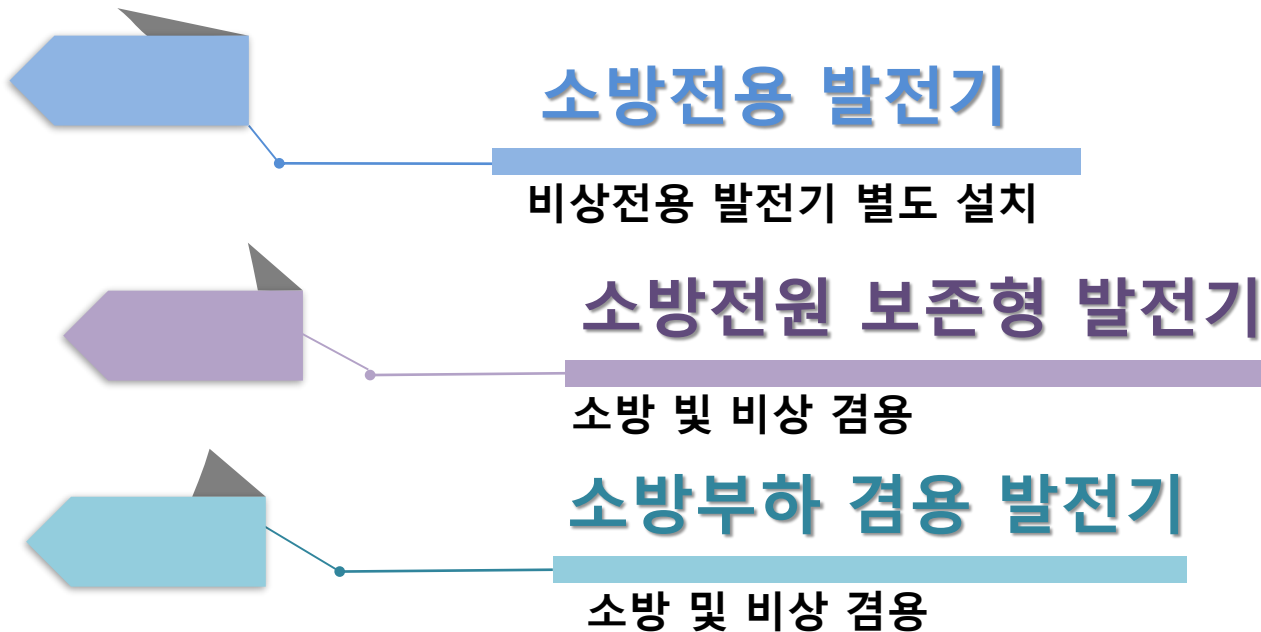 소방전용 발전기
비상전용 발전기 별도 설치
소방전원 보존형 발전기
소방 빛 비상 겸용
소방부하 겸용 발전기
소방 및 비상 겸용